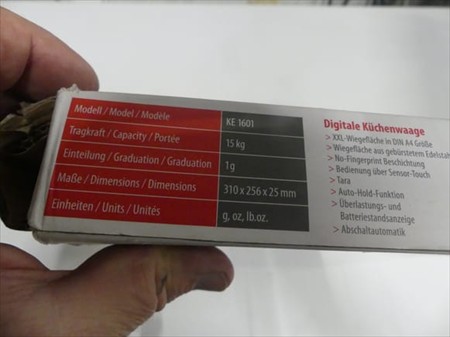 Modell / Model / Modèle KE 1601
Tragkraft / Capacity / Portée 15 kg
Einteilung / Graduation / Graduation 1g
Maße / Dimensions / Dimensions 310 x 256 x 25 mm
Einheiten / Units / Unités g, oz, lb.oz.
Digitale Küchenwaage
> XXL-Wiegefläche in DIN A4 Größe
> Wiegefläche aus gebürstetem Edelstahl
> No-Fingerprint Beschichtung
> Bedienung über Sensor-Touch
> Tara
> Auto-Hold-Funktion
> Überlastungs- und
Batteriestandsanzeige
> Abschaltautomatik